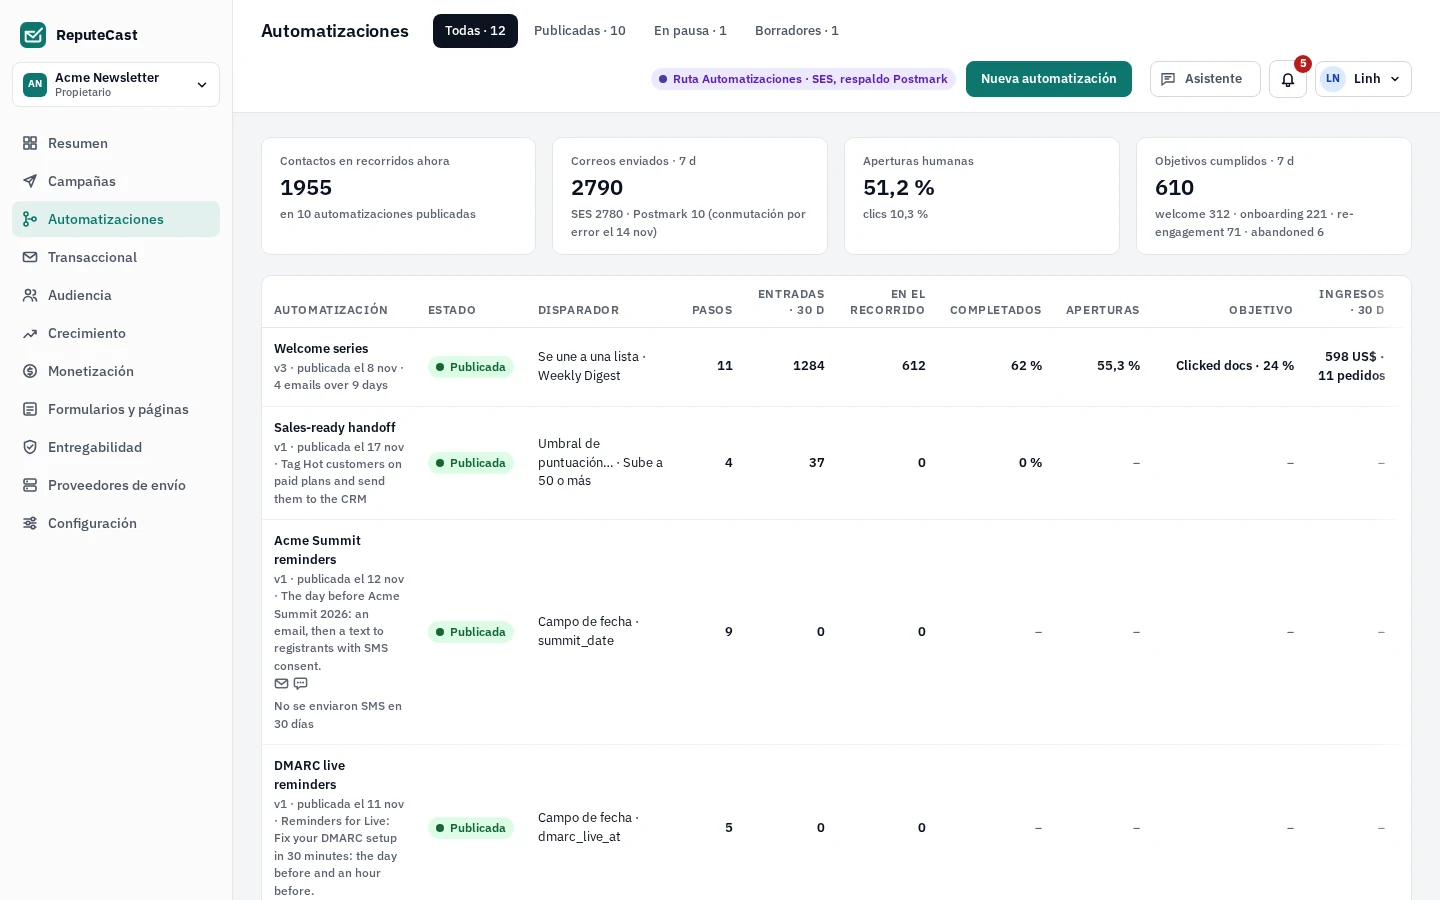 ReputeCast
AN
Acme Newsletter
Propietario
Resumen
Campañas
Automatizaciones
Transaccional
Audiencia
Crecimiento
Monetización
Formularios y páginas
Entregabilidad
Proveedores de envío
Configuración
Automatizaciones
Todas · 12
Publicadas · 10
En pausa · 1
Borradores · 1
Ruta Automatizaciones · SES, respaldo Postmark
Nueva automatización
Asistente
5
LN
Linh
Contactos en recorridos ahora
1955
en 10 automatizaciones publicadas
Correos enviados · 7 d
2790
SES 2780 · Postmark 10 (conmutación por
error el 14 nov)
Aperturas humanas
51,2 %
clics 10,3 %
Objetivos cumplidos · 7 d
610
welcome 312 · onboarding 221 · re-
engagement 71 · abandoned 6
AUTOMATIZACIÓN
ESTADO
DISPARADOR
PASOS
ENTRADAS
· 30 D
EN EL
RECORRIDO
COMPLETADOS
APERTURAS
OBJETIVO
INGRESOS
· 30 D
Welcome series
v3 · publicada el 8 nov ·
4 emails over 9 days
Publicada
Se une a una lista ·
Weekly Digest
11
1284
612
62 %
55,3 %
Clicked docs · 24 %
598 US$ ·
11 pedidos
Sales-ready handoff
v1 · publicada el 17 nov
· Tag Hot customers on
paid plans and send
them to the CRM
Publicada
Umbral de
puntuación... · Sube a
50 o más
4
37
0
0 %
–
–
–
Acme Summit
reminders
v1 · publicada el 12 nov
· The day before Acme
Summit 2026: an
email, then a text to
registrants with SMS
consent.
No se enviaron SMS en
30 días
Publicada
Campo de fecha ·
summit_date
9
0
0
–
–
–
–
DMARC live
reminders
v1 · publicada el 11 nov
· Reminders for Live:
Fix your DMARC setup
in 30 minutes: the day
before and an hour
before.
Publicada
Campo de fecha ·
dmarc_live_at
5
0
0
–
–
–
–